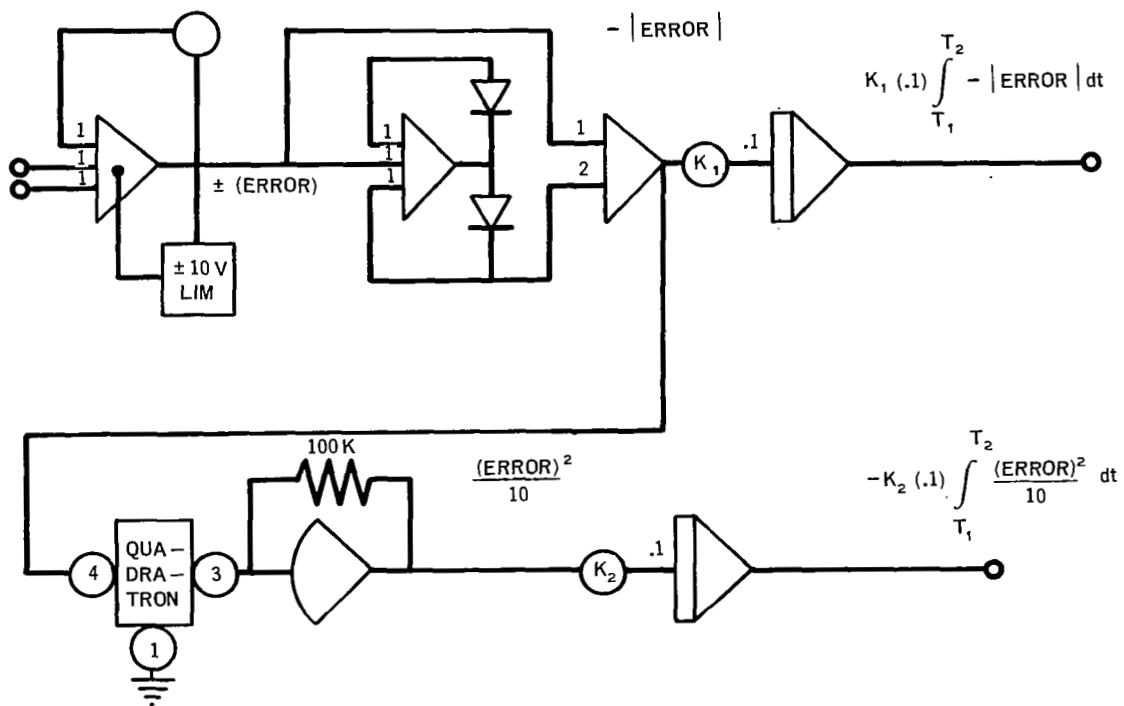 - | ERROR |
K₁ (.1) ∫ T₁ T₂ - | ERROR | dt
1
1
1
± (ERROR)
± 10 V
LIM
1
1
1
1
2
K₁
.1
100 K
(ERROR)²
10
-K₂ (.1) ∫ T₁ T₂ (ERROR)² / 10 dt
4
QUA-
DRA-
TRON
3
1
K₂
.1